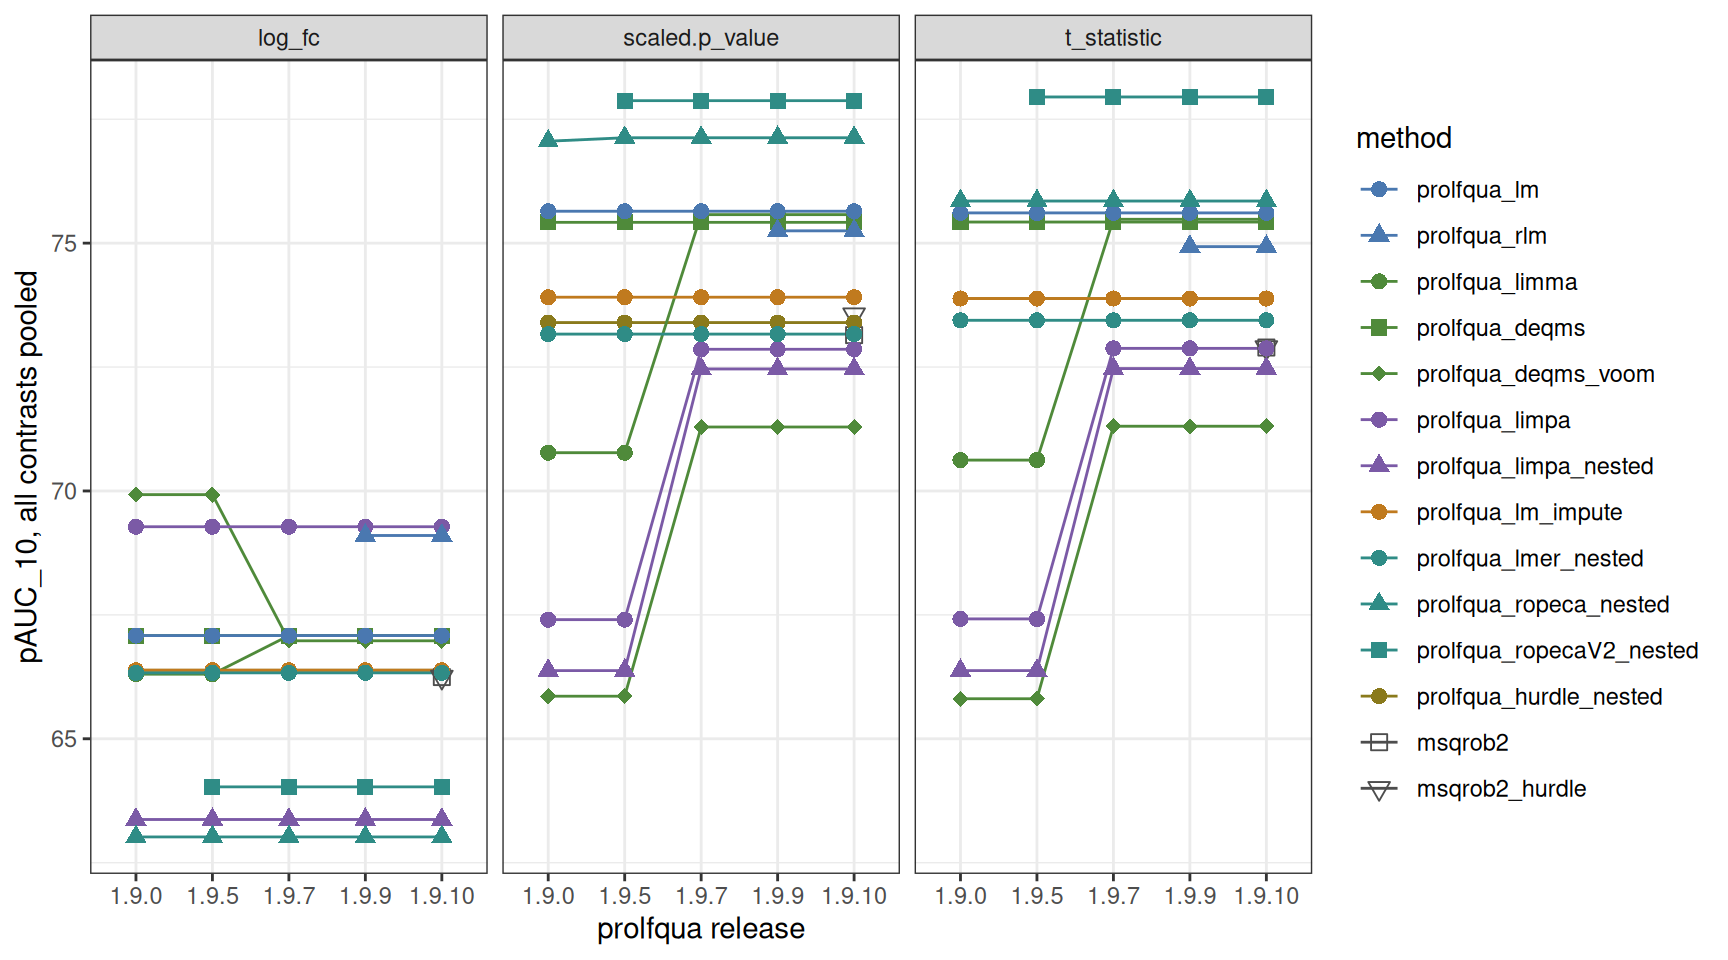 log_fc
scaled.p_value
t_statistic
pAUC_10, all contrasts pooled
75
70
65
1.9.0 1.9.5 1.9.7 1.9.9 1.9.10
1.9.0 1.9.5 1.9.7 1.9.9 1.9.10
1.9.0 1.9.5 1.9.7 1.9.9 1.9.10
prolfqua release
method
prolfqua_lm
prolfqua_rlm
prolfqua_limma
prolfqua_deqms
prolfqua_deqms_voom
prolfqua_limpa
prolfqua_limpa_nested
prolfqua_lm_impute
prolfqua_lmer_nested
prolfqua_ropeca_nested
prolfqua_ropecaV2_nested
prolfqua_hurdle_nested
msqrob2
msqrob2_hurdle